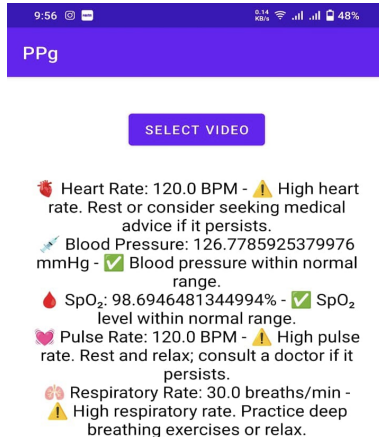 9:56 0.14 KB/s 48%
PPg
SELECT VIDEO
🫀 Heart Rate: 120.0 BPM - ⚠️ High heart
rate. Rest or consider seeking medical
advice if it persists.
💉 Blood Pressure: 126.7785925379976
mmHg - ✅ Blood pressure within normal
range.
🩸 SpO₂: 98.6946481344994% - ✅ SpO₂
level within normal range.
💓 Pulse Rate: 120.0 BPM - ⚠️ High pulse
rate. Rest and relax; consult a doctor if it
persists.
🫁 Respiratory Rate: 30.0 breaths/min -
⚠️ High respiratory rate. Practice deep
breathing exercises or relax.